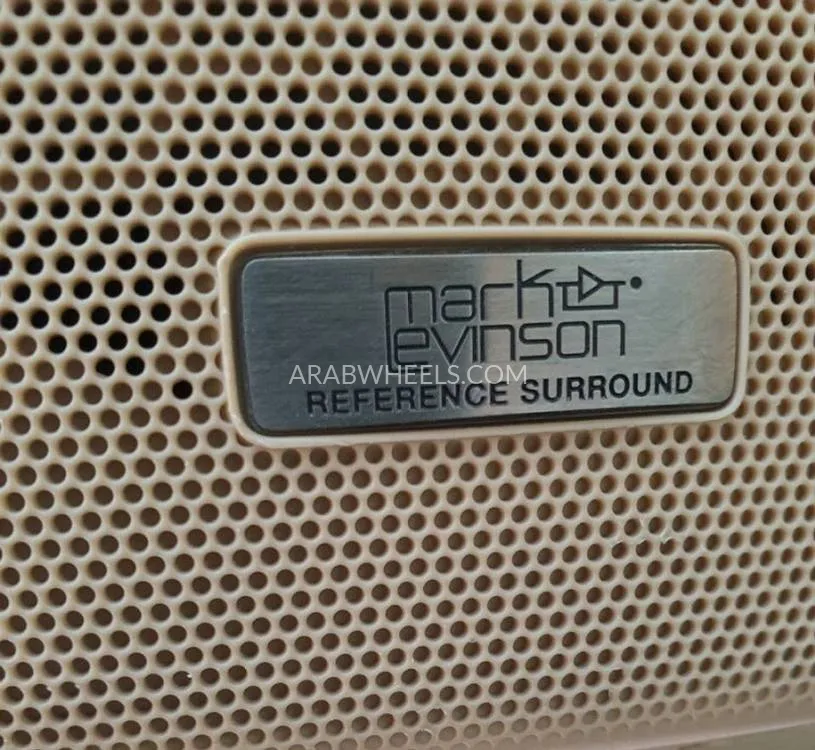 mark
Levinson
ARABWHEELS.COM
REFERENCE SURROUND